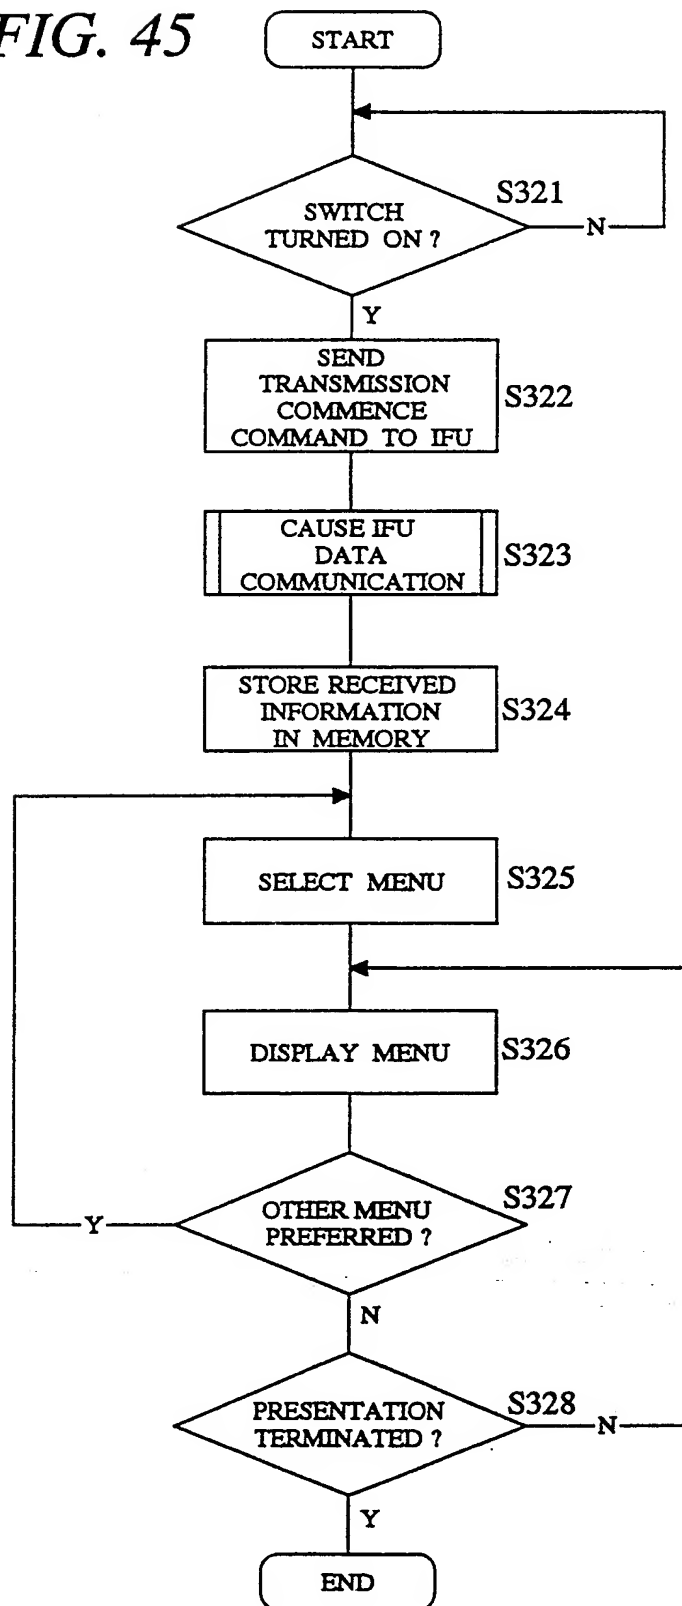 FIG. 45
START
S321
SWITCH
TURNED ON ?
N
Y
SEND
TRANSMISSION
COMMENCE
COMMAND TO IFU
S322
CAUSE IFU
DATA
COMMUNICATION
S323
STORE RECEIVED
INFORMATION
IN MEMORY
S324
SELECT MENU
S325
DISPLAY MENU
S326
OTHER MENU
PREFERRED ?
S327
Y
N
PRESENTATION
TERMINATED ?
S328
N
Y
END